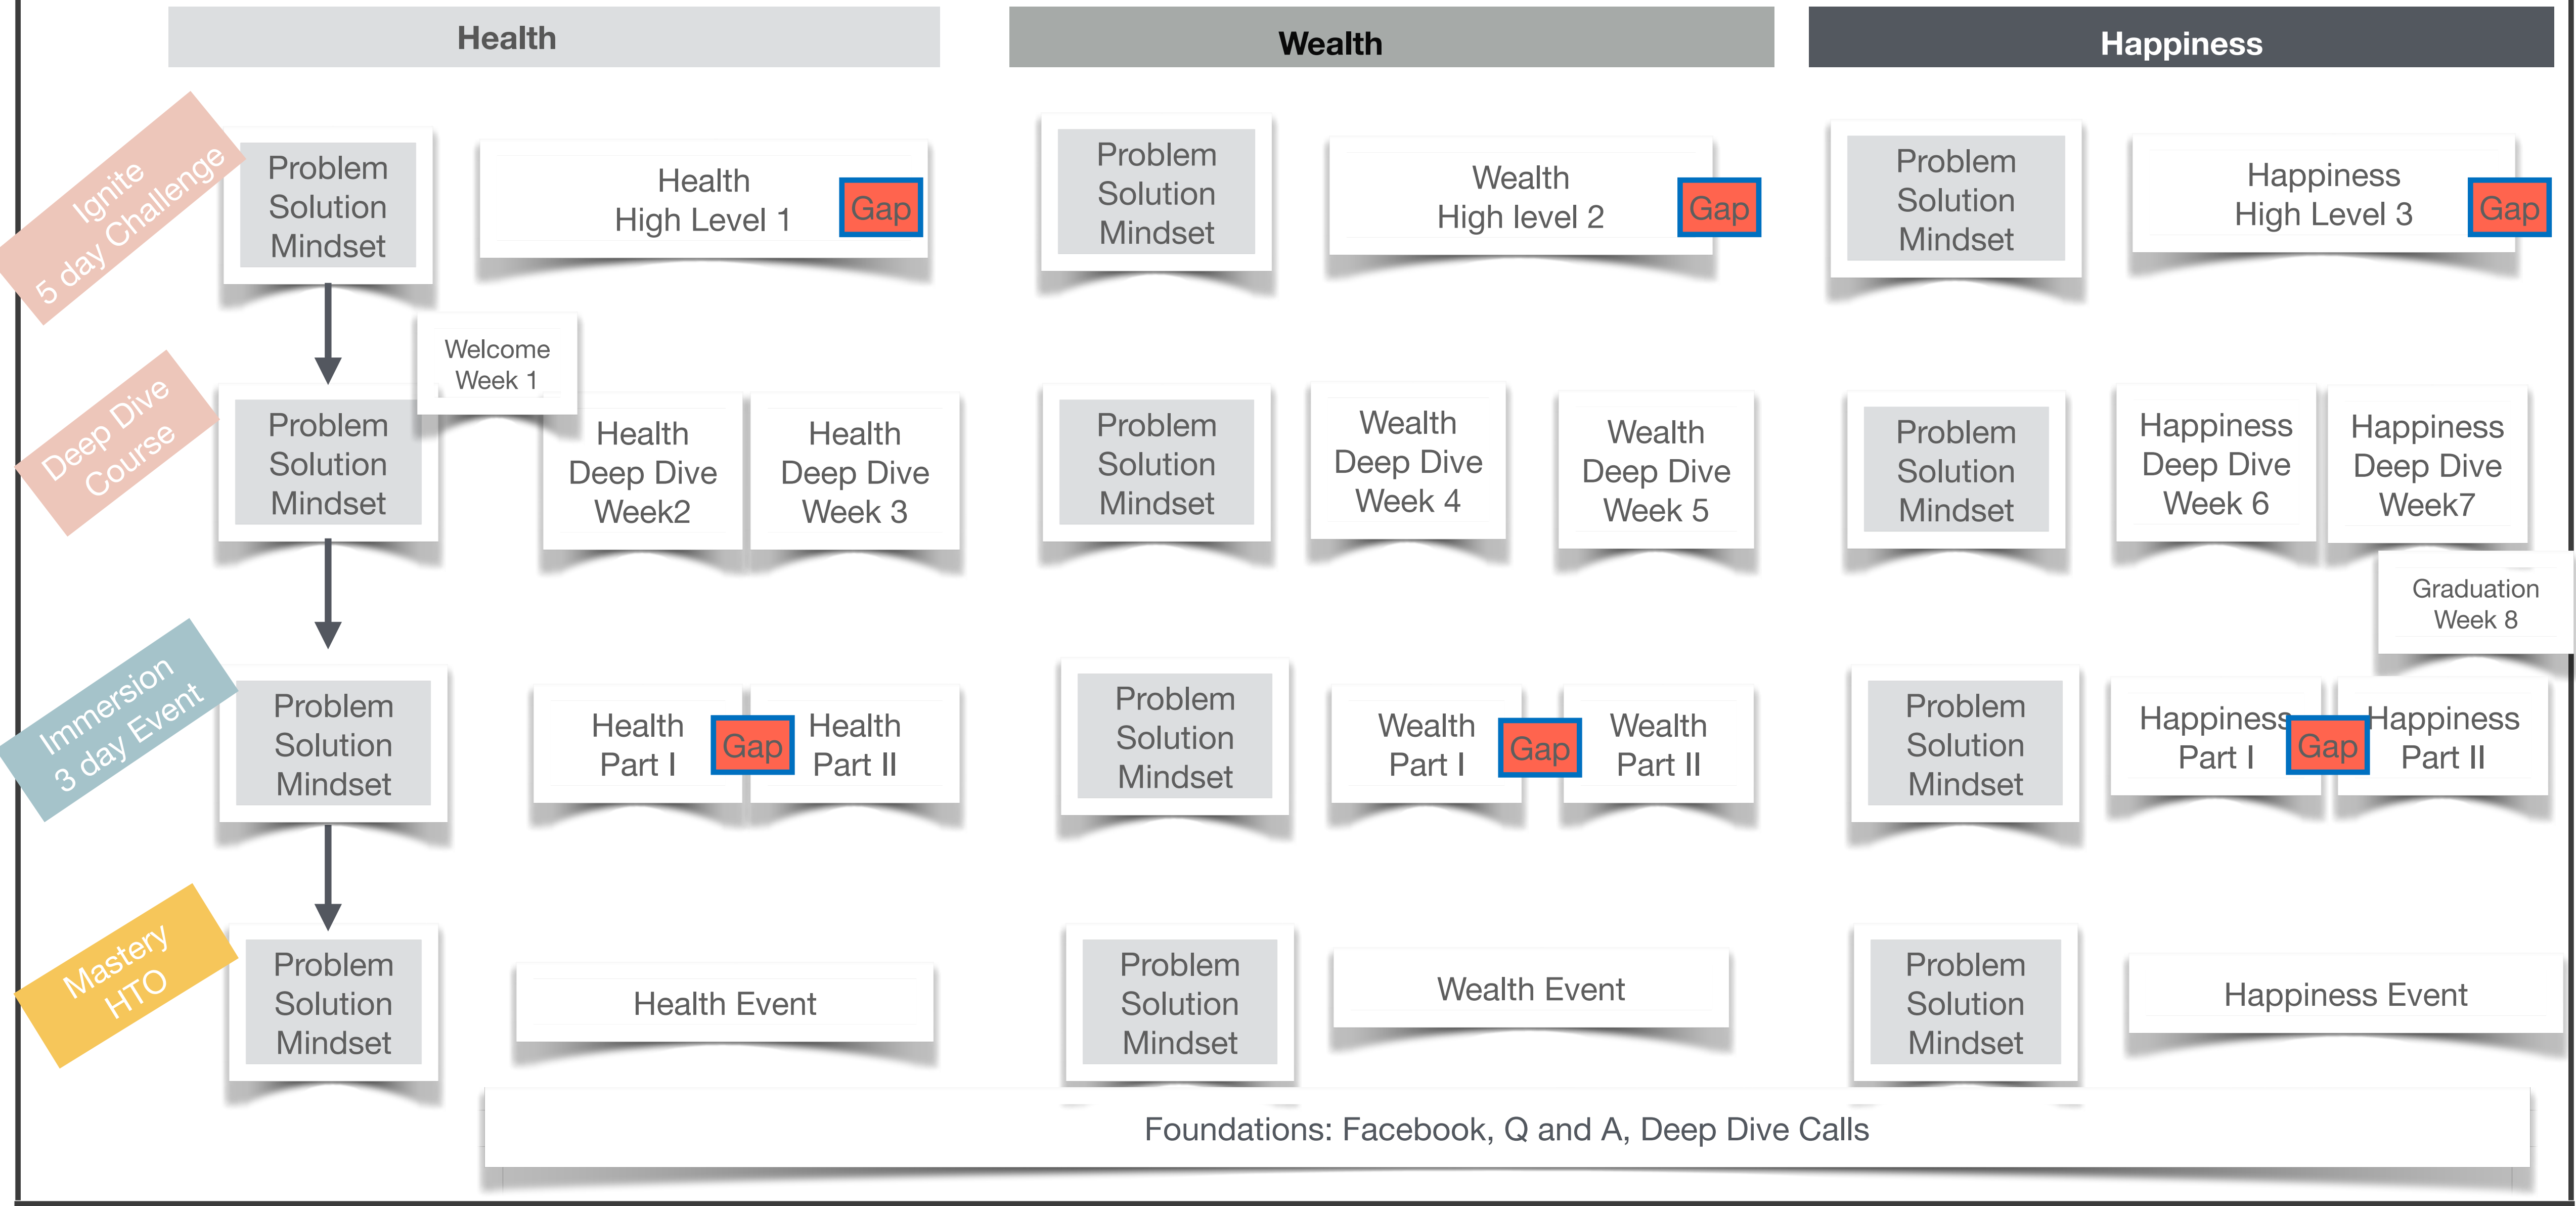 Health
Wealth
Happiness
Ignite
5 day Challenge
Problem
Solution
Mindset
Health
High Level 1
Gap
Problem
Solution
Mindset
Wealth
High level 2
Gap
Problem
Solution
Mindset
Happiness
High Level 3
Gap
Deep Dive
Course
Problem
Solution
Mindset
Welcome
Week 1
Health
Deep Dive
Week2
Health
Deep Dive
Week 3
Problem
Solution
Mindset
Wealth
Deep Dive
Week 4
Wealth
Deep Dive
Week 5
Problem
Solution
Mindset
Happiness
Deep Dive
Week 6
Happiness
Deep Dive
Week7
Graduation
Week 8
Immersion
3 day Event
Problem
Solution
Mindset
Health
Part I
Gap
Health
Part II
Problem
Solution
Mindset
Wealth
Part I
Gap
Wealth
Part II
Problem
Solution
Mindset
Happiness
Part I
Gap
Happiness
Part II
Mastery
HTO
Problem
Solution
Mindset
Health Event
Problem
Solution
Mindset
Wealth Event
Problem
Solution
Mindset
Happiness Event
Foundations: Facebook, Q and A, Deep Dive Calls